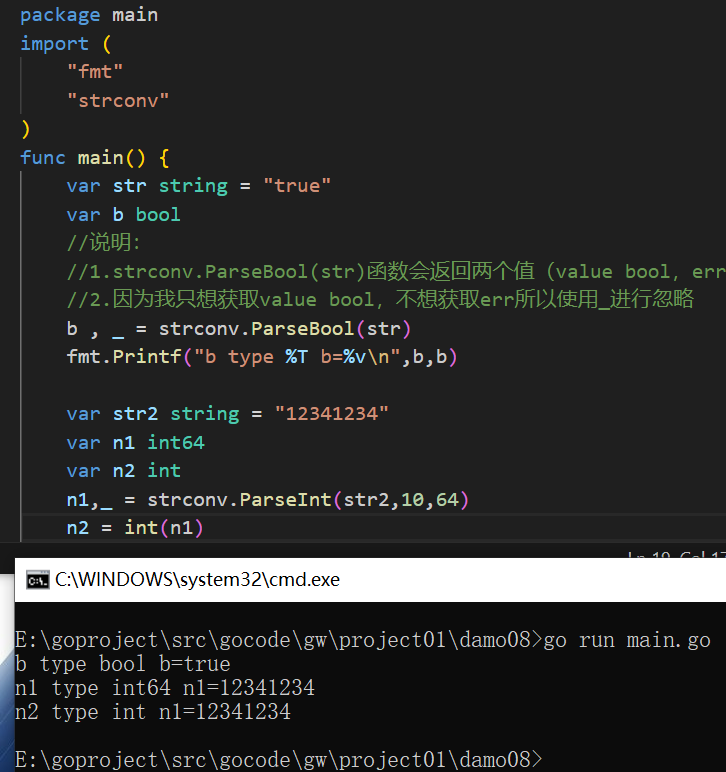 package main
import (
"fmt"
"strconv"
)
func main() {
var str string = "true"
var b bool
//说明：
//1.strconv.ParseBool(str)函数会返回两个值（value bool，err
//2.因为我只想获取value bool，不想获取err所以使用_进行忽略
b , _ = strconv.ParseBool(str)
fmt.Printf("b type %T b=%v\n",b,b)
var str2 string = "12341234"
var n1 int64
var n2 int
n1,_ = strconv.ParseInt(str2,10,64)
n2 = int(n1)
C:\WINDOWS\system32\cmd.exe
E:\goproject\src\gocode\gw\project01\damo08>go run main.go
b type bool b=true
n1 type int64 n1=12341234
n2 type int n1=12341234
E:\goproject\src\gocode\gw\project01\damo08>